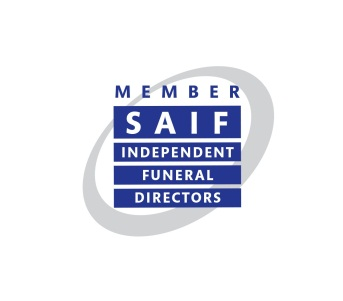 MEMBER
SAIF
INDEPENDENT
FUNERAL
DIRECTORS